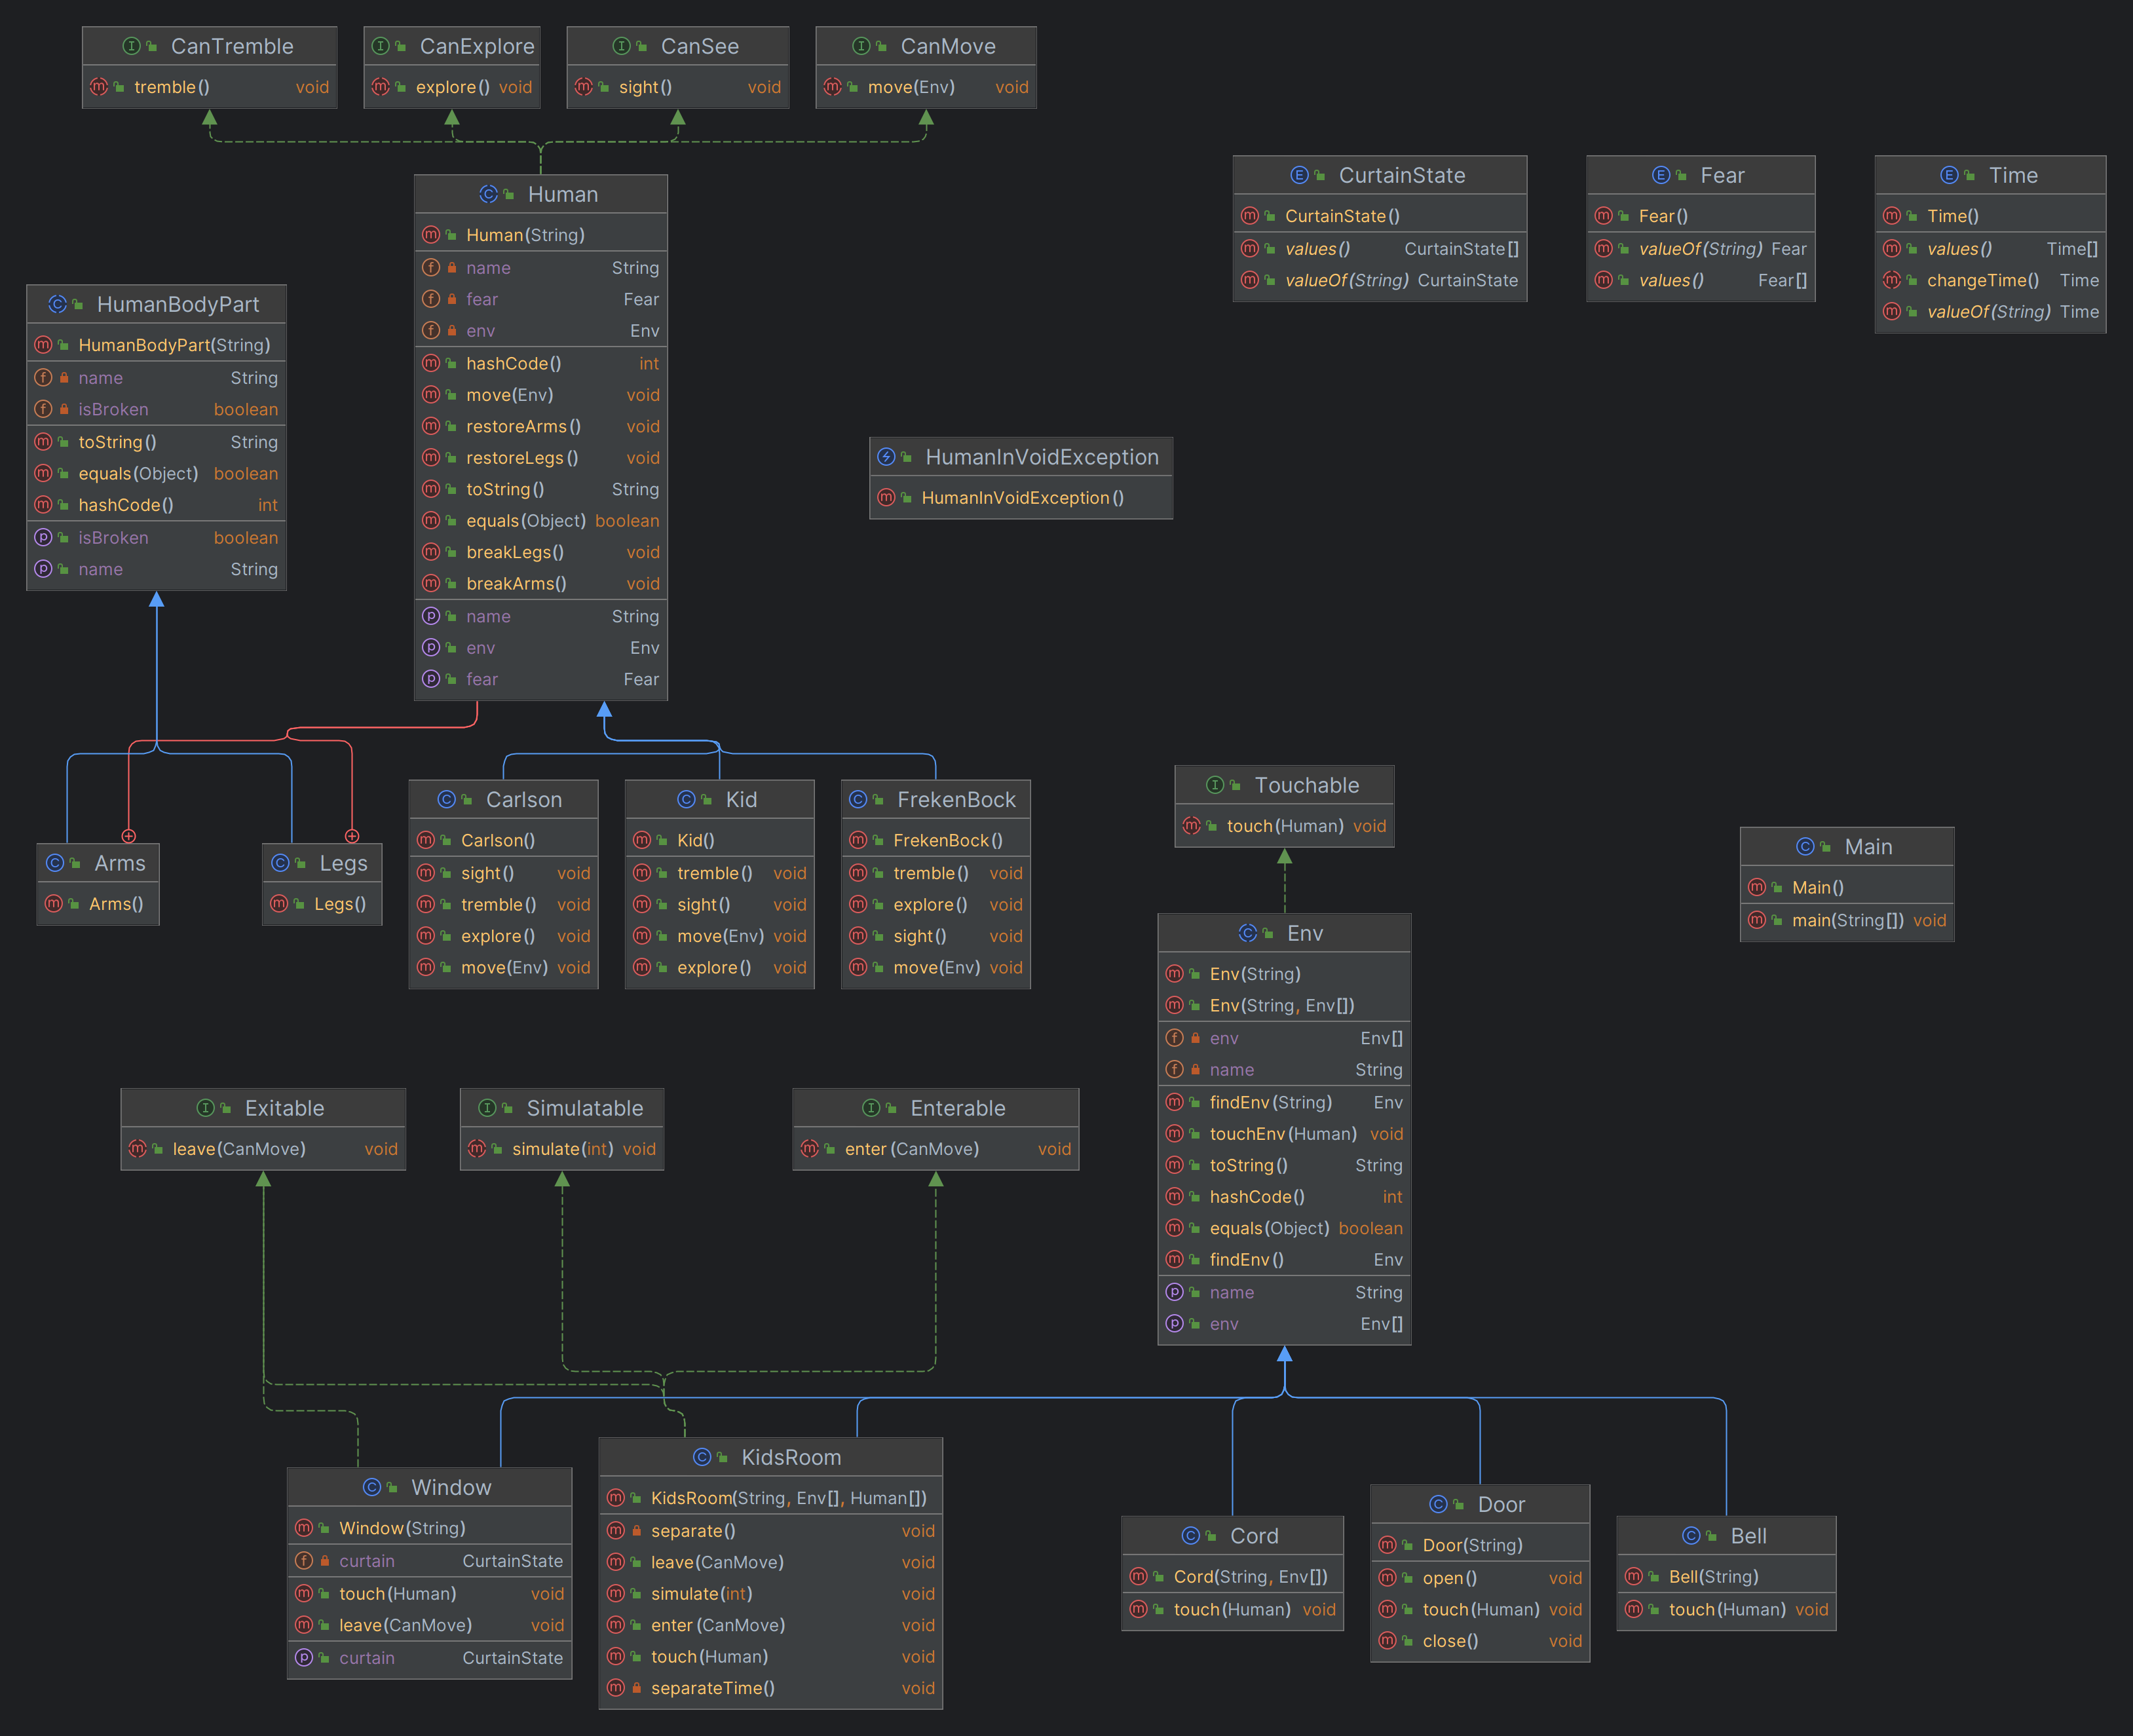 CanTremble
tremble() void
CanExplore
explore() void
CanSee
sight() void
CanMove
move(Env) void
Human
Human(String)
name String
fear Fear
env Env
hashCode() int
move(Env) void
restoreArms() void
restoreLegs() void
toString() String
equals(Object) boolean
breakLegs() void
breakArms() void
name String
env Env
fear Fear
CurtainState
CurtainState()
values() CurtainState[]
valueOf(String) CurtainState
Fear
Fear()
valueOf(String) Fear
values() Fear[]
Time
Time()
values() Time[]
changeTime() Time
valueOf(String) Time
HumanBodyPart
HumanBodyPart(String)
name String
isBroken boolean
toString() String
equals(Object) boolean
hashCode() int
isBroken boolean
name String
HumanInVoidException
HumanInVoidException()
Arms
Arms()
Legs
Legs()
Carlson
Carlson()
sight() void
tremble() void
explore() void
move(Env) void
Kid
Kid()
tremble() void
sight() void
move(Env) void
explore() void
FrekenBock
FrekenBock()
tremble() void
explore() void
sight() void
move(Env) void
Touchable
touch(Human) void
Main
Main()
main(String[]) void
Env
Env(String)
Env(String, Env[])
env Env[]
name String
findEnv(String) Env
touchEnv(Human) void
toString() String
hashCode() int
equals(Object) boolean
findEnv() Env
name String
env Env[]
Exitable
leave(CanMove) void
Simulatable
simulate(int) void
Enterable
enter(CanMove) void
Window
Window(String)
curtain CurtainState
touch(Human) void
leave(CanMove) void
curtain CurtainState
KidsRoom
KidsRoom(String, Env[], Human[])
separate() void
leave(CanMove) void
simulate(int) void
enter(CanMove) void
touch(Human) void
separateTime() void
Cord
Cord(String, Env[])
touch(Human) void
Door
Door(String)
open() void
touch(Human) void
close() void
Bell
Bell(String)
touch(Human) void